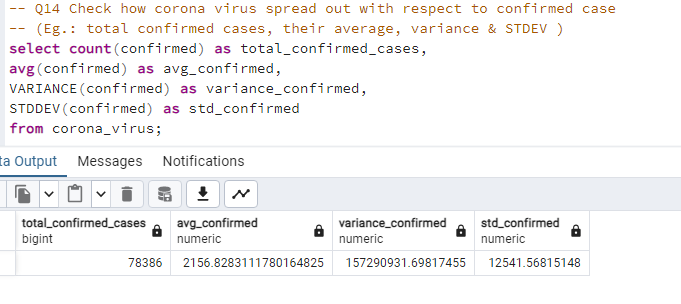 -- Q14 Check how corona virus spread out with respect to confirmed case
-- (Eg.: total confirmed cases, their average, variance & STDEV )
select count(confirmed) as total_confirmed_cases,
avg(confirmed) as avg_confirmed,
VARIANCE(confirmed) as variance_confirmed,
STDDEV(confirmed) as std_confirmed
from corona_virus;
ta Output Messages Notifications
total_confirmed_cases avg_confirmed variance_confirmed std_confirmed
bigint numeric numeric numeric
78386 2156.8283111780164825 157290931.69817455 12541.56815148